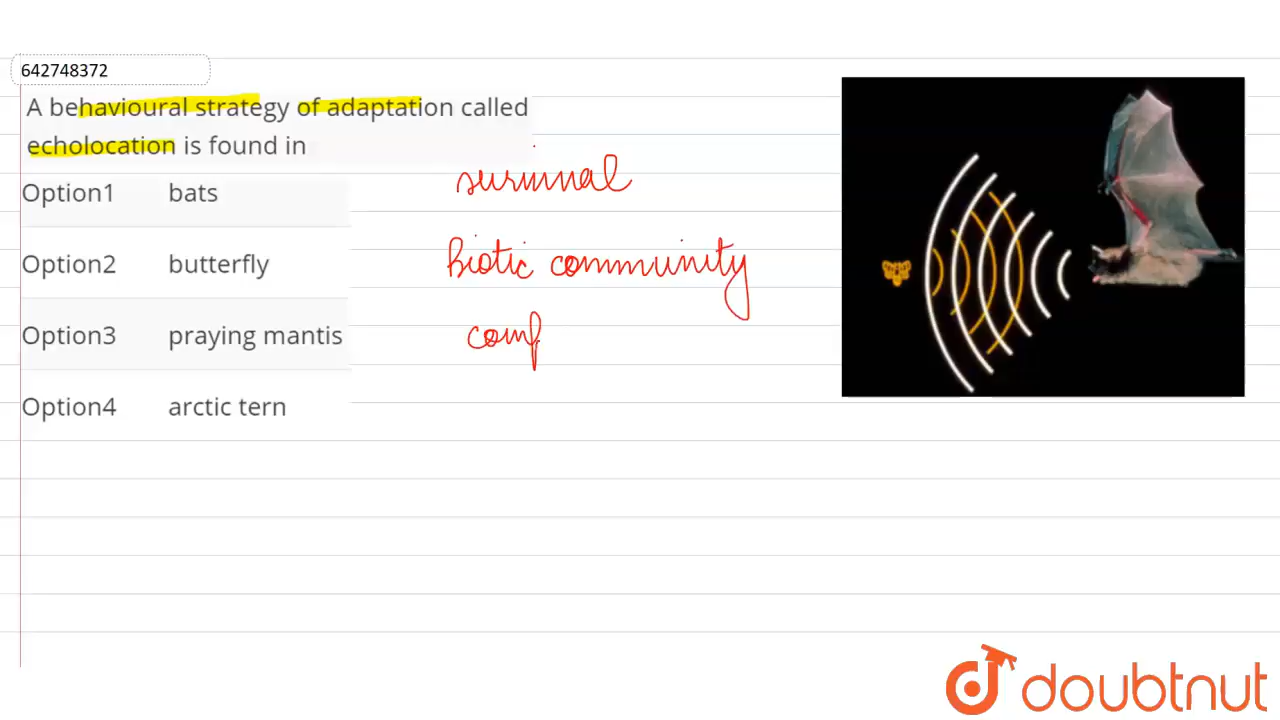 642748372
A behavioural strategy of adaptation called
echolocation is found in
Option1 bats
Option2 butterfly
Option3 praying mantis
Option4 arctic tern
survival
biotic community
comp
doubtnut